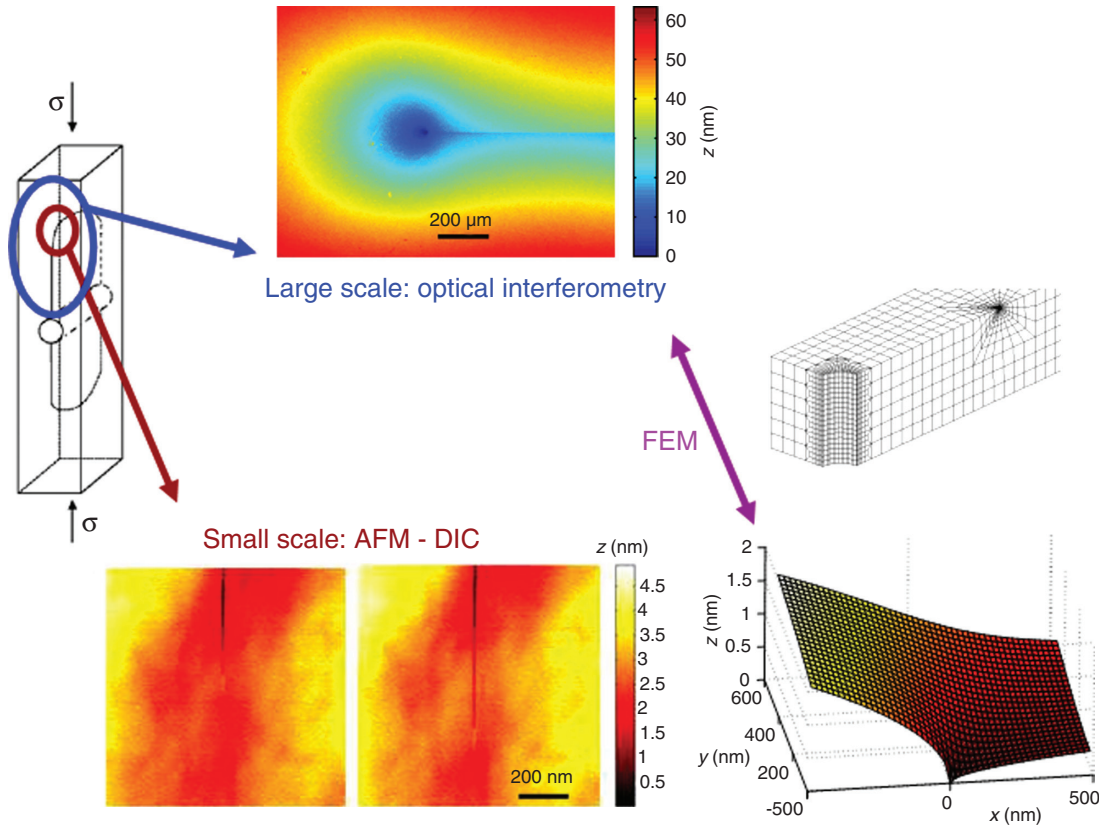 σ
σ
60
50
40
30
20
10
0
z (nm)
200 µm
Large scale: optical interferometry
FEM
Small scale: AFM - DIC
z (nm)
4.5
4
3.5
3
2.5
2
1.5
1
0.5
200 nm
2
1.5
1
0.5
0
z (nm)
600
400
200
y (nm)
-500
0
500
x (nm)